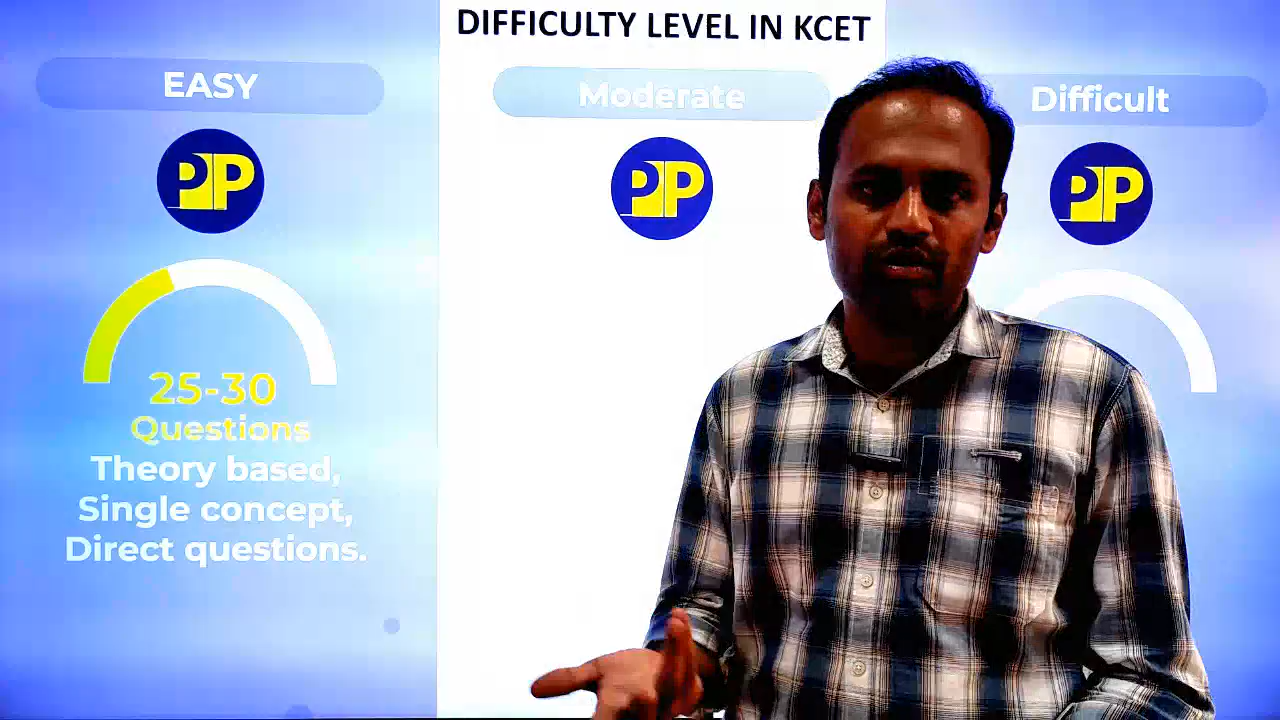 DIFFICULTY LEVEL IN KCET
EASY
Moderate
Difficult
PP
PP
PP
25-30
Questions
Theory based,
Single concept,
Direct questions.